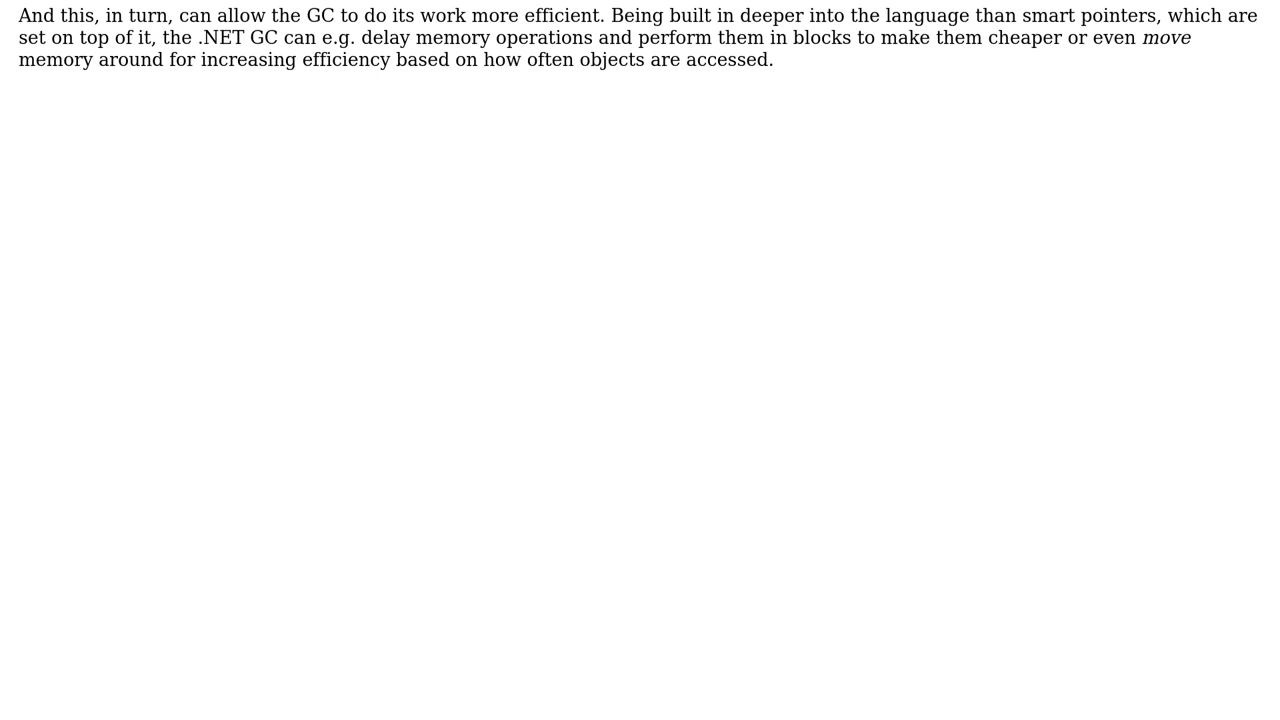 And this, in turn, can allow the GC to do its work more efficient. Being built in deeper into the language than smart pointers, which are
set on top of it, the .NET GC can e.g. delay memory operations and perform them in blocks to make them cheaper or even move
memory around for increasing efficiency based on how often objects are accessed.